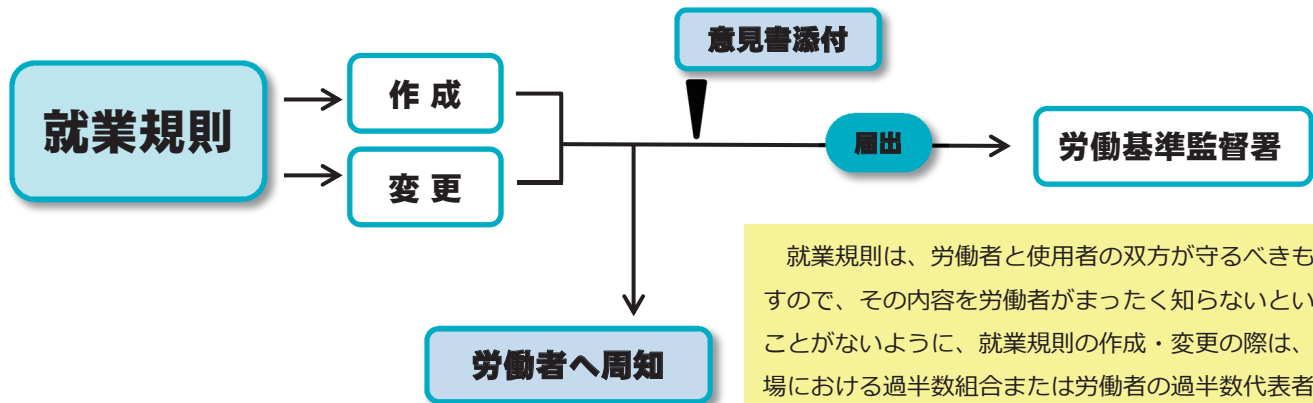 意見書添付
就業規則
作 成
変 更
届出
労働基準監督署
労働者へ周知
就業規則は、労働者と使用者の双方が守るべきも
すので、その内容を労働者がまったく知らないとい
ことがないように、就業規則の作成・変更の際は、
場における過半数組合または労働者の過半数代表者